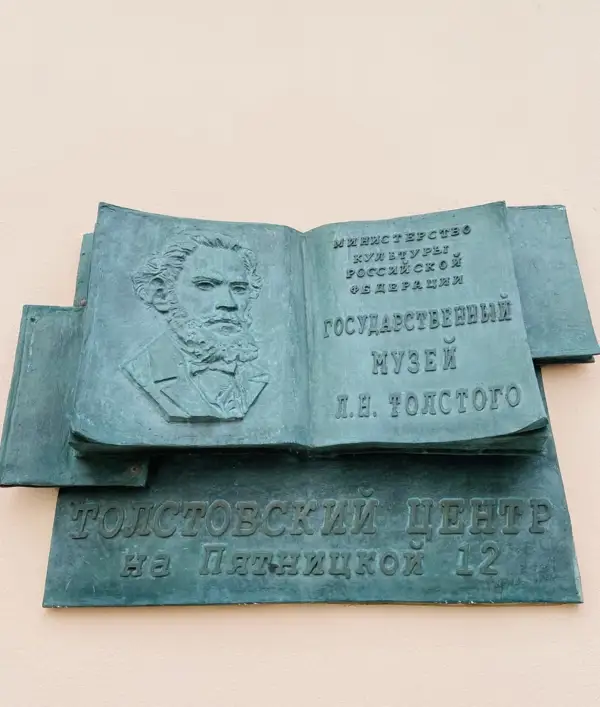 МИНИСТЕРСТВО
КУЛЬТУРЫ
РОССИЙСКОЙ
ФЕДЕРАЦИИ
ГОСУДАРСТВЕННЫЙ
МУЗЕЙ
Л.Н. ТОЛСТОГО
ТОЛСТОВСКИЙ ЦЕНТР
на Пятницкой 12